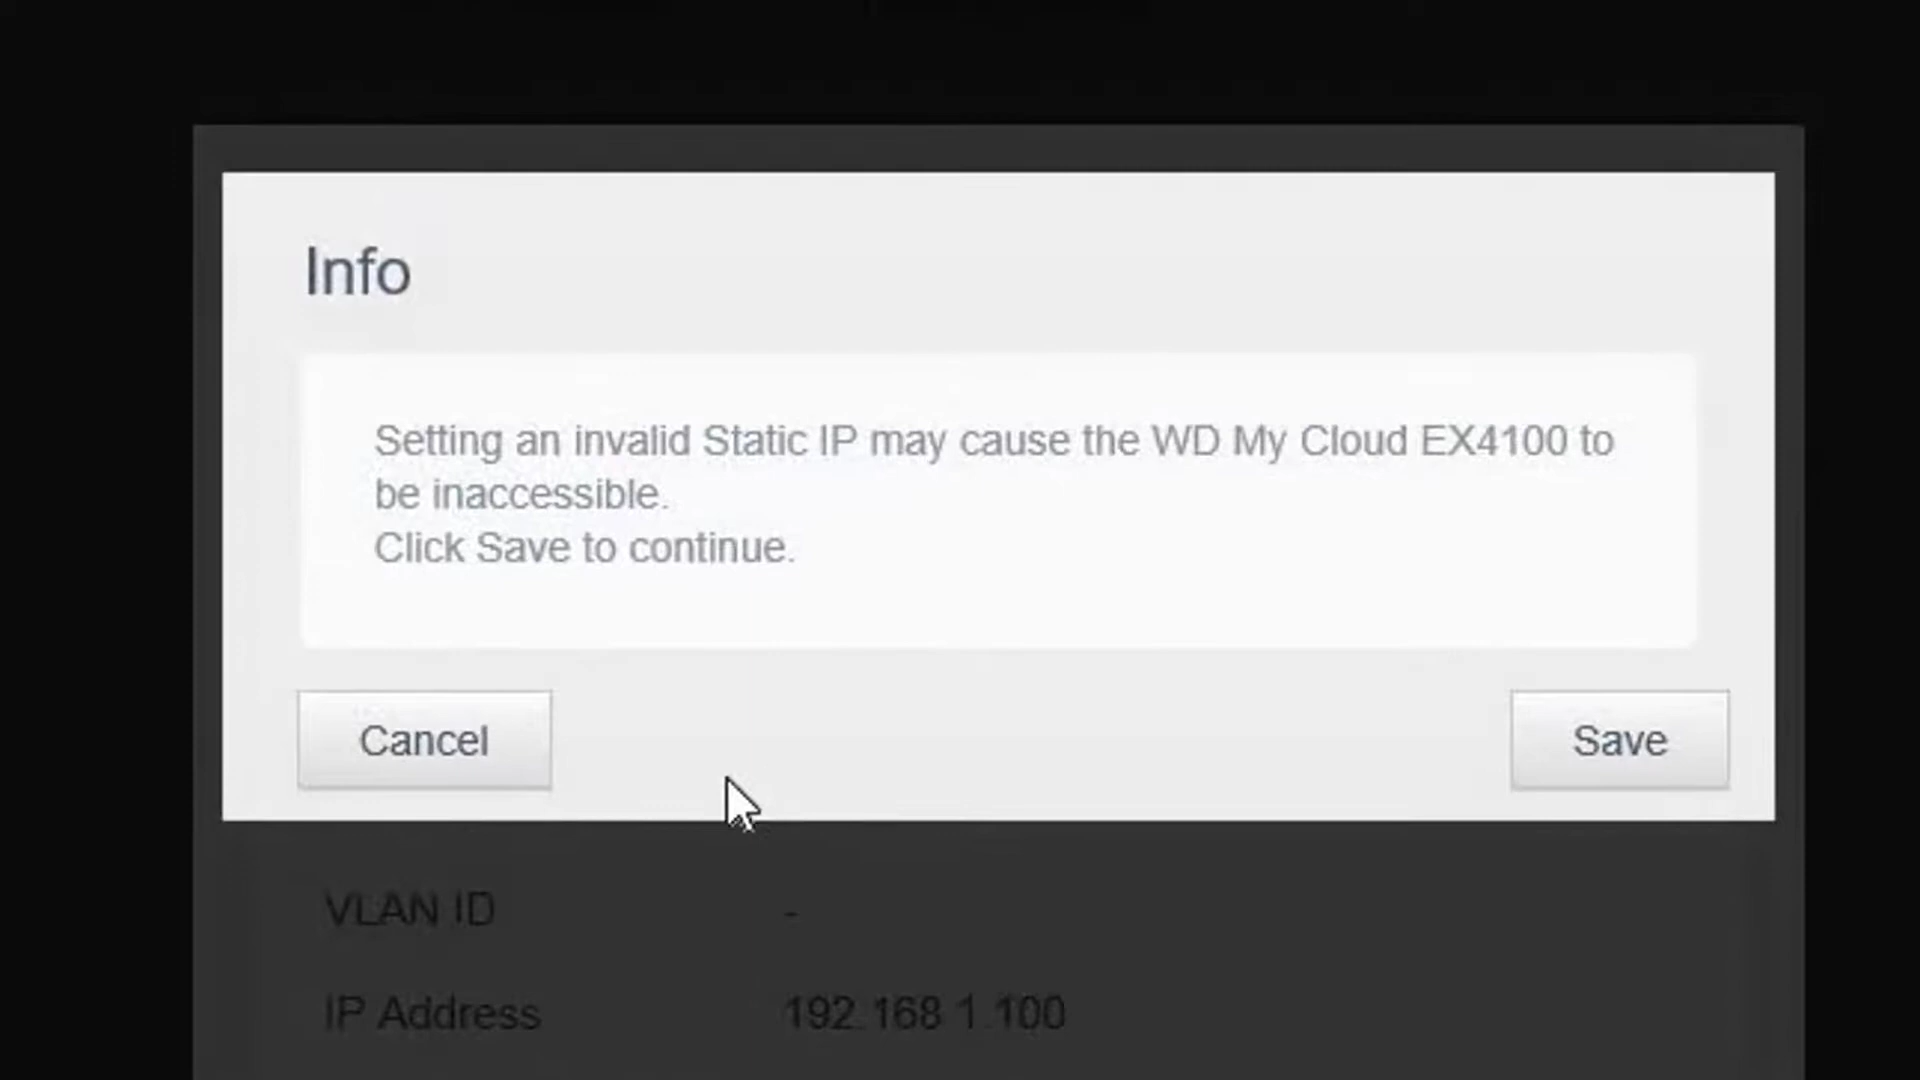 Info
Setting an invalid Static IP may cause the WD My Cloud EX4100 to
be inaccessible.
Click Save to continue.
Cancel
Save
VLAN ID -
IP Address 192.168.1.100